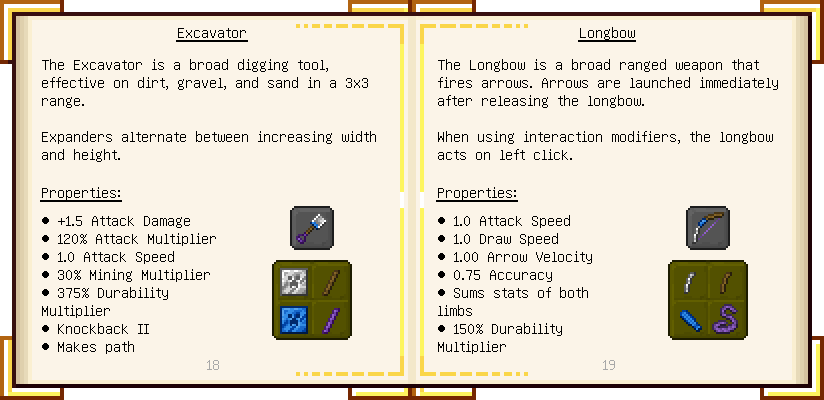 Excavator
The Excavator is a broad digging tool,
effective on dirt, gravel, and sand in a 3x3
range.
Expanders alternate between increasing width
and height.
Properties:
● +1.5 Attack Damage
● 120% Attack Multiplier
● 1.0 Attack Speed
● 30% Mining Multiplier
● 375% Durability
Multiplier
● Knockback II
● Makes path
18
Longbow
The Longbow is a broad ranged weapon that
fires arrows. Arrows are launched immediately
after releasing the longbow.
When using interaction modifiers, the longbow
acts on left click.
Properties:
● 1.0 Attack Speed
● 1.0 Draw Speed
● 1.00 Arrow Velocity
● 0.75 Accuracy
● Sums stats of both
limbs
● 150% Durability
Multiplier
19